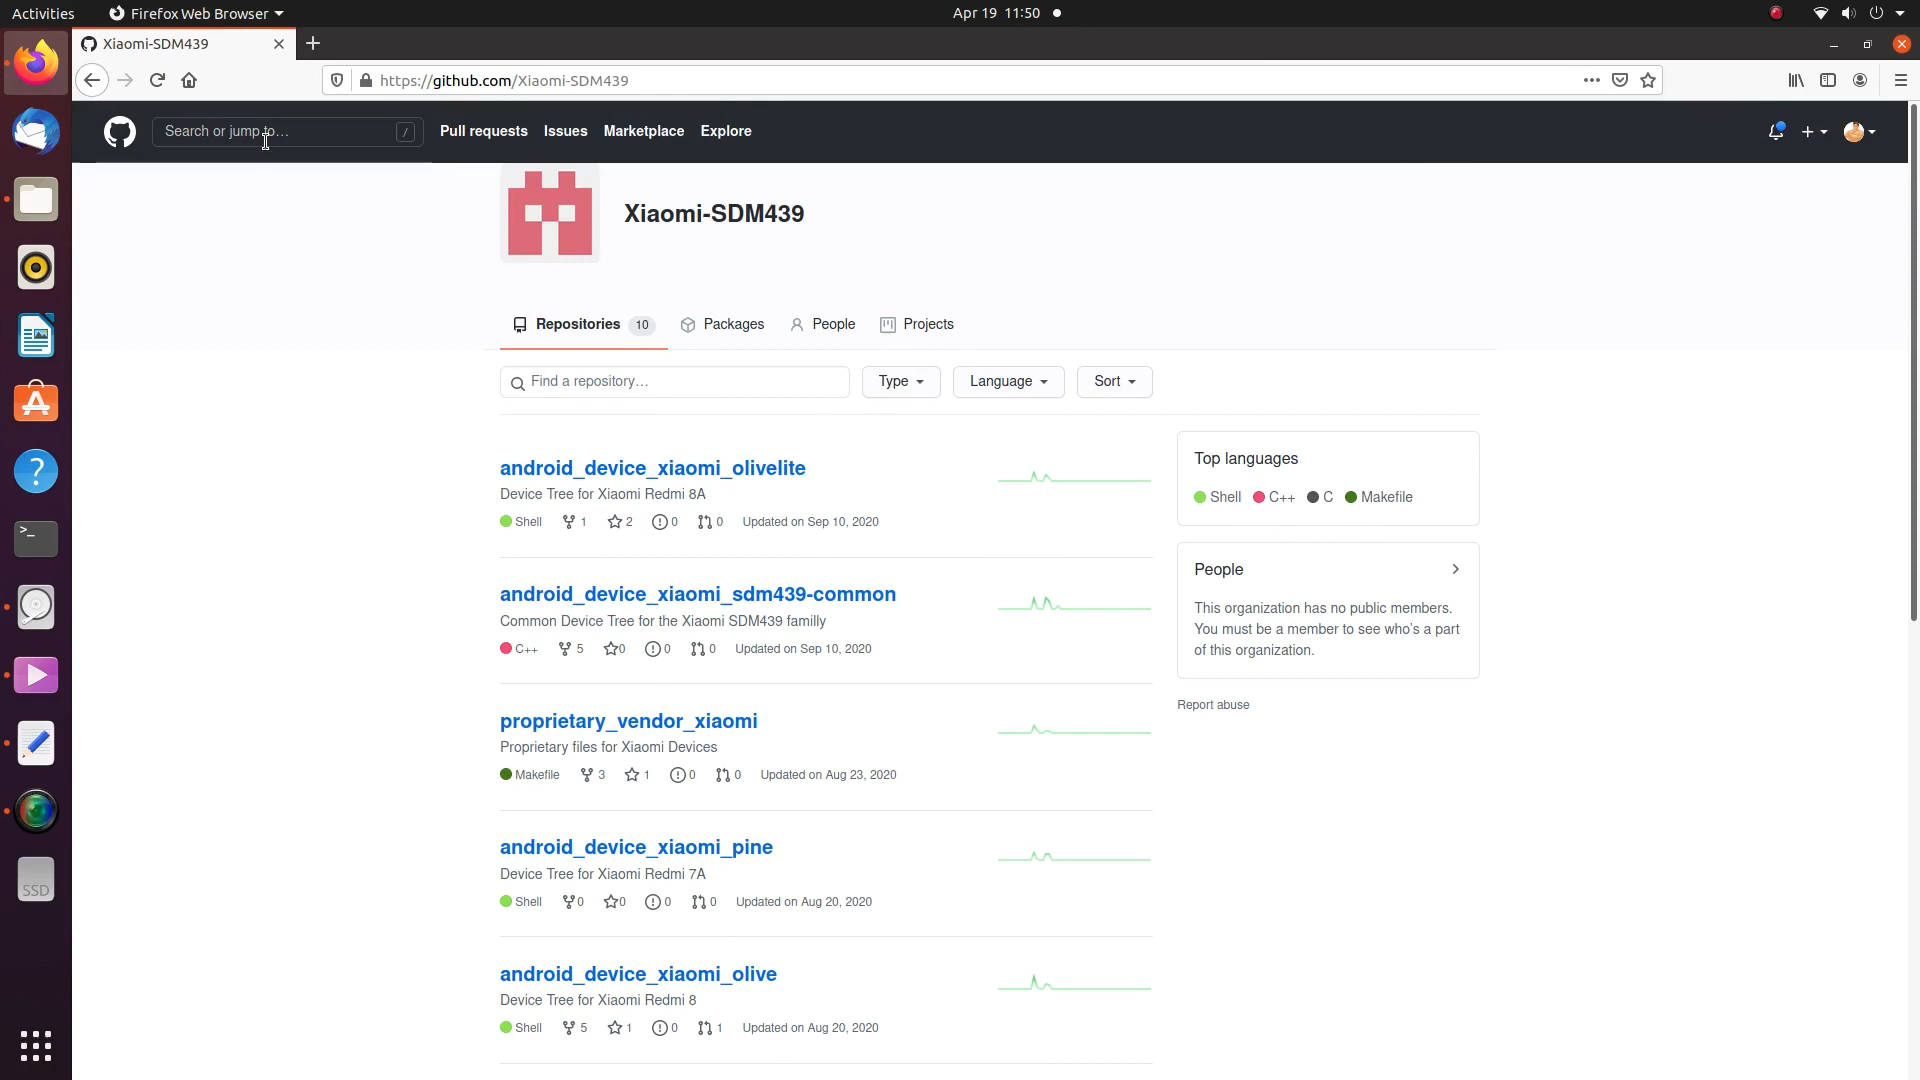 Activities Firefox Web Browser Apr 19 11:50
Xiaomi-SDM439
https://github.com/Xiaomi-SDM439
Search or jump to… / Pull requests Issues Marketplace Explore
Xiaomi-SDM439
Repositories 10 Packages People Projects
Find a repository… Type Language Sort
android_device_xiaomi_olivelite
Device Tree for Xiaomi Redmi 8A
Shell 1 2 0 0 Updated on Sep 10, 2020
android_device_xiaomi_sdm439-common
Common Device Tree for the Xiaomi SDM439 familly
C++ 5 0 0 0 Updated on Sep 10, 2020
proprietary_vendor_xiaomi
Proprietary files for Xiaomi Devices
Makefile 3 1 0 0 Updated on Aug 23, 2020
android_device_xiaomi_pine
Device Tree for Xiaomi Redmi 7A
Shell 0 0 0 0 Updated on Aug 20, 2020
android_device_xiaomi_olive
Device Tree for Xiaomi Redmi 8
Shell 5 1 0 1 Updated on Aug 20, 2020
Top languages
Shell C++ C Makefile
People
This organization has no public members.
You must be a member to see who's a part
of this organization.
Report abuse
>_
?
SSD